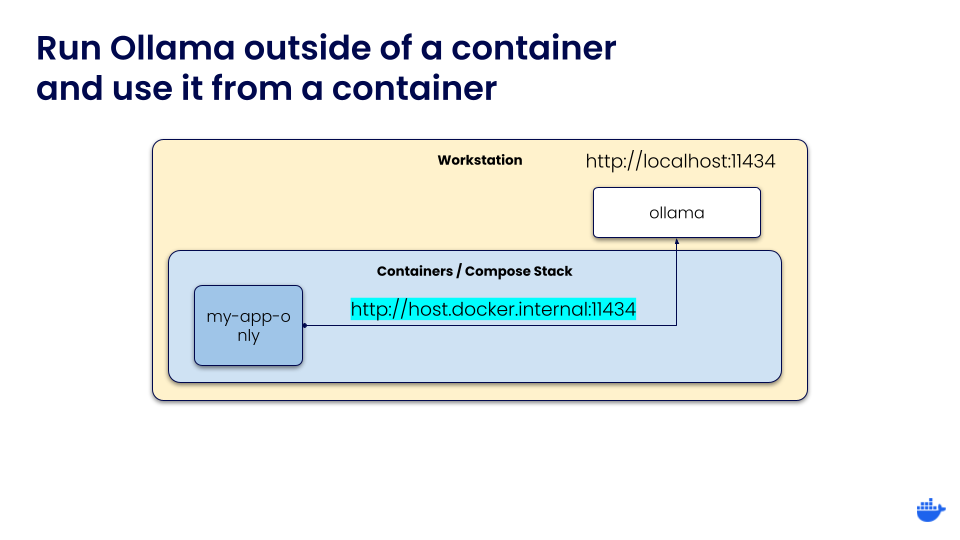 Run Ollama outside of a container
and use it from a container
Workstation
http://localhost:11434
ollama
Containers / Compose Stack
http://host.docker.internal:11434
my-app-o
nly